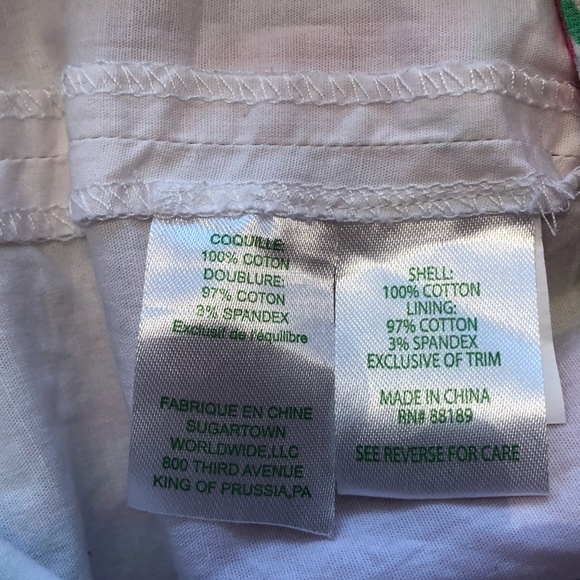 COQUILLE:
100% COTON
DOUBLURE:
97% COTON
3% SPANDEX
Exclusif de l'équilibre
FABRIQUE EN CHINE
SUGARTOWN
WORLDWIDE,LLC
800 THIRD AVENUE
KING OF PRUSSIA,PA
SHELL:
100% COTTON
LINING:
97% COTTON
3% SPANDEX
EXCLUSIVE OF TRIM
MADE IN CHINA
RN# 88189
SEE REVERSE FOR CARE